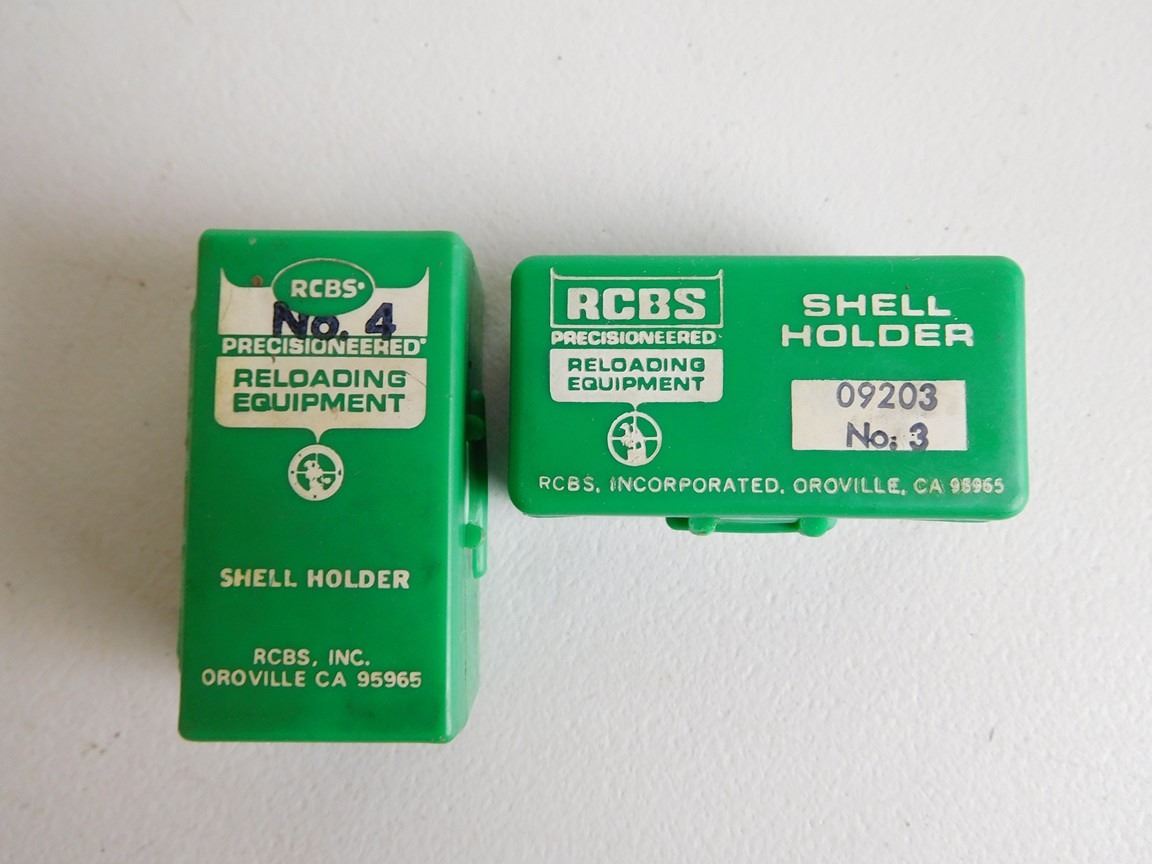 RCBS
No. 4
PRECISIONEERED
RELOADING
EQUIPMENT
SHELL HOLDER
RCBS, INC.
OROVILLE CA 95965
RCBS
PRECISIONEERED
RELOADING
EQUIPMENT
SHELL
HOLDER
09203
No. 3
RCBS, INCORPORATED, OROVILLE, CA 95965